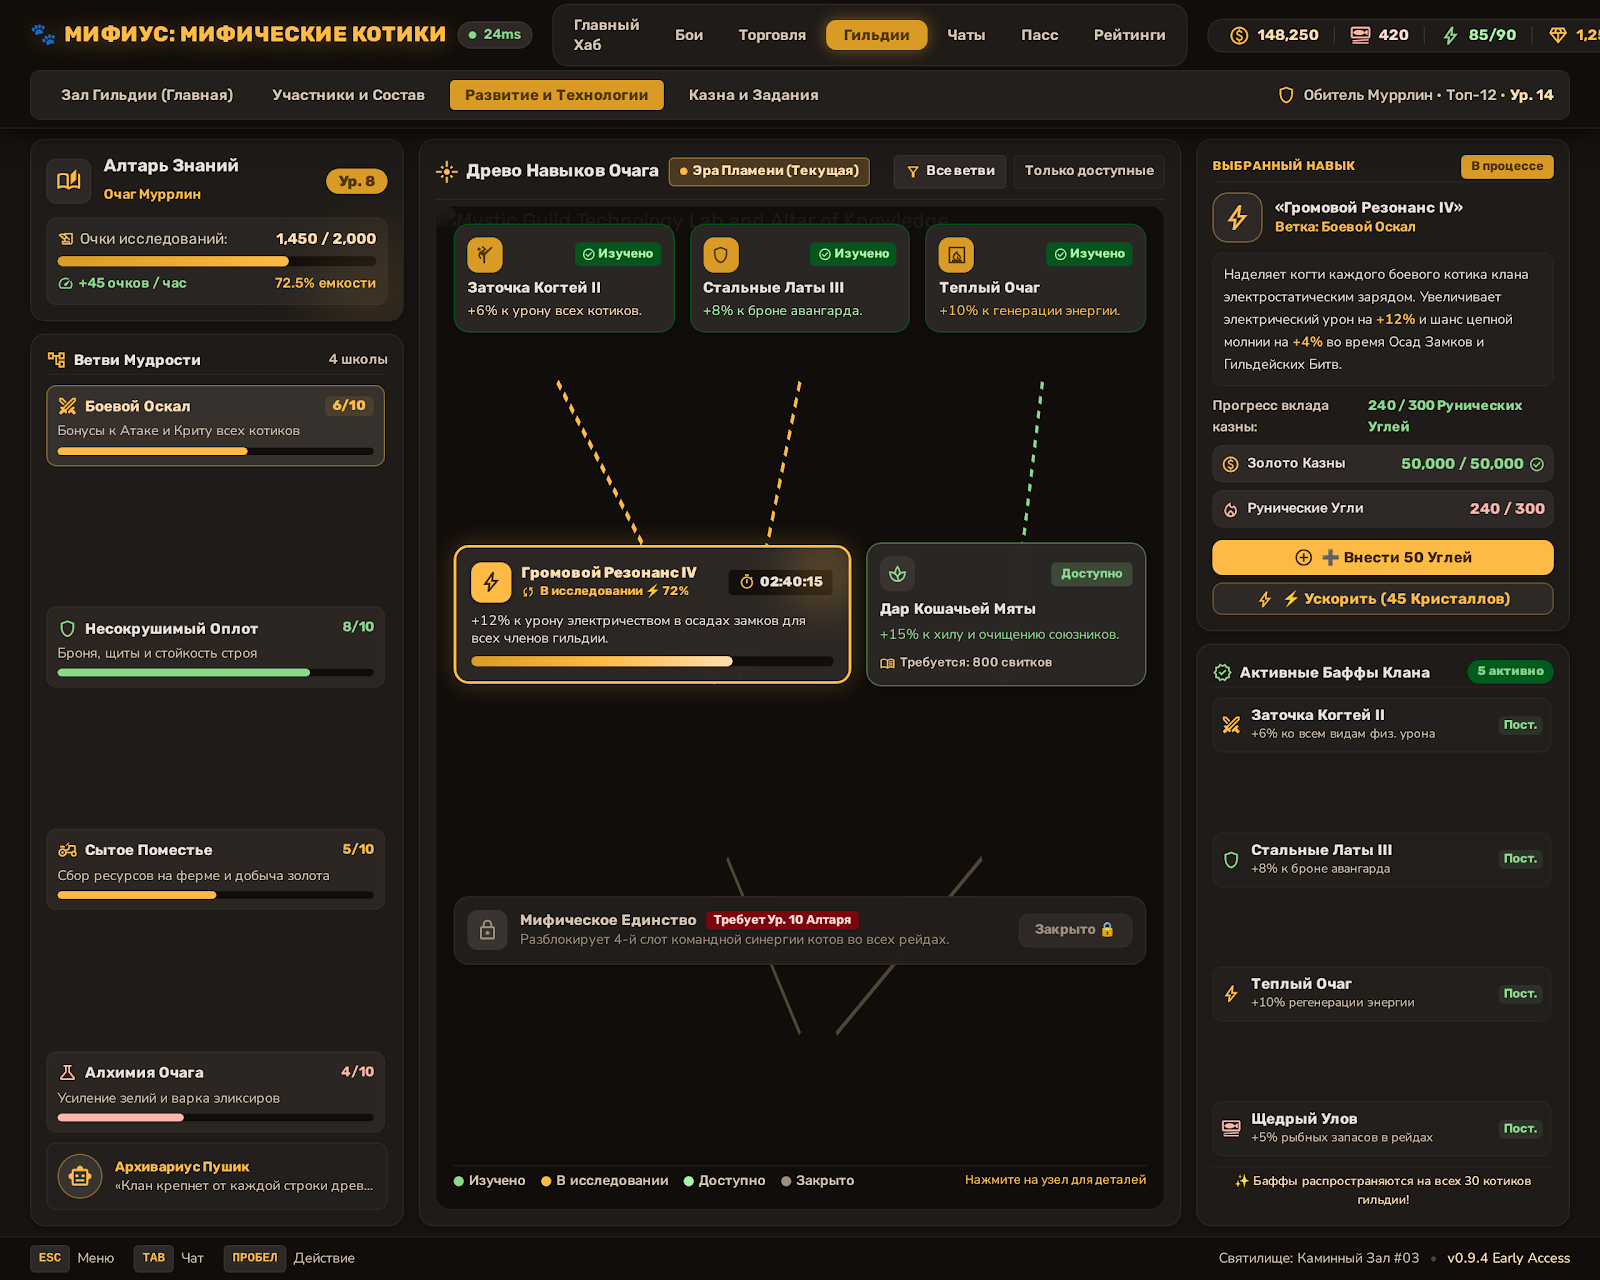 🐾 МИФИУС: МИФИЧЕСКИЕ КОТИКИ
24ms
Главный
Хаб
Бои
Торговля
Гильдии
Чаты
Пасс
Рейтинги
148,250
420
85/90
Зал Гильдии (Главная)
Участники и Состав
Развитие и Технологии
Казна и Задания
Обитель Муррлин • Топ-12 • Ур. 14
Алтарь Знаний
Очаг Муррлин
Ур. 8
Очки исследований:
1,450 / 2,000
+45 очков / час
72.5% емкости
Ветви Мудрости
4 школы
Боевой Оскал
6/10
Бонусы к Атаке и Криту всех котиков
Несокрушимый Оплот
8/10
Броня, щиты и стойкость строя
Сытое Поместье
5/10
Сбор ресурсов на ферме и добыча золота
Алхимия Очага
4/10
Усиление зелий и варка эликсиров
Архивариус Пушик
«Клан крепнет от каждой строки древ...
Древо Навыков Очага
Эра Пламени (Текущая)
Все ветви
Только доступные
Mystic Guild Technology Lab and Altar of Knowledge
Изучено
Заточка Когтей II
+6% к урону всех котиков.
Изучено
Стальные Латы III
+8% к броне авангарда.
Изучено
Теплый Очаг
+10% к генерации энергии.
Громовой Резонанс IV
В исследовании ⚡ 72%
02:40:15
+12% к урону электричеством в осадах замков для
всех членов гильдии.
Доступно
Дар Кошачьей Мяты
+15% к хилу и очищению союзников.
Требуется: 800 свитков
Мифическое Единство
Требует Ур. 10 Алтаря
Разблокирует 4-й слот командной синергии котов во всех рейдах.
Закрыто 🔒
Изучено
В исследовании
Доступно
Закрыто
Нажмите на узел для деталей
ВЫБРАННЫЙ НАВЫК
В процессе
«Громовой Резонанс IV»
Ветка: Боевой Оскал
Наделяет когти каждого боевого котика клана
электростатическим зарядом. Увеличивает
электрический урон на +12% и шанс цепной
молнии на +4% во время Осад Замков и
Гильдейских Битв.
Прогресс вклада
казны:
240 / 300 Рунических
Углей
Золото Казны
50,000 / 50,000
Рунические Угли
240 / 300
➕ Внести 50 Углей
⚡ Ускорить (45 Кристаллов)
Активные Баффы Клана
5 активно
Заточка Когтей II
+6% ко всем видам физ. урона
Пост.
Стальные Латы III
+8% к броне авангарда
Пост.
Теплый Очаг
+10% регенерации энергии
Пост.
Щедрый Улов
+5% рыбных запасов в рейдах
Пост.
✨ Баффы распространяются на всех 30 котиков
гильдии!
ESC Меню
TAB Чат
ПРОБЕЛ Действие
Святилище: Каминный Зал #03 • v0.9.4 Early Access